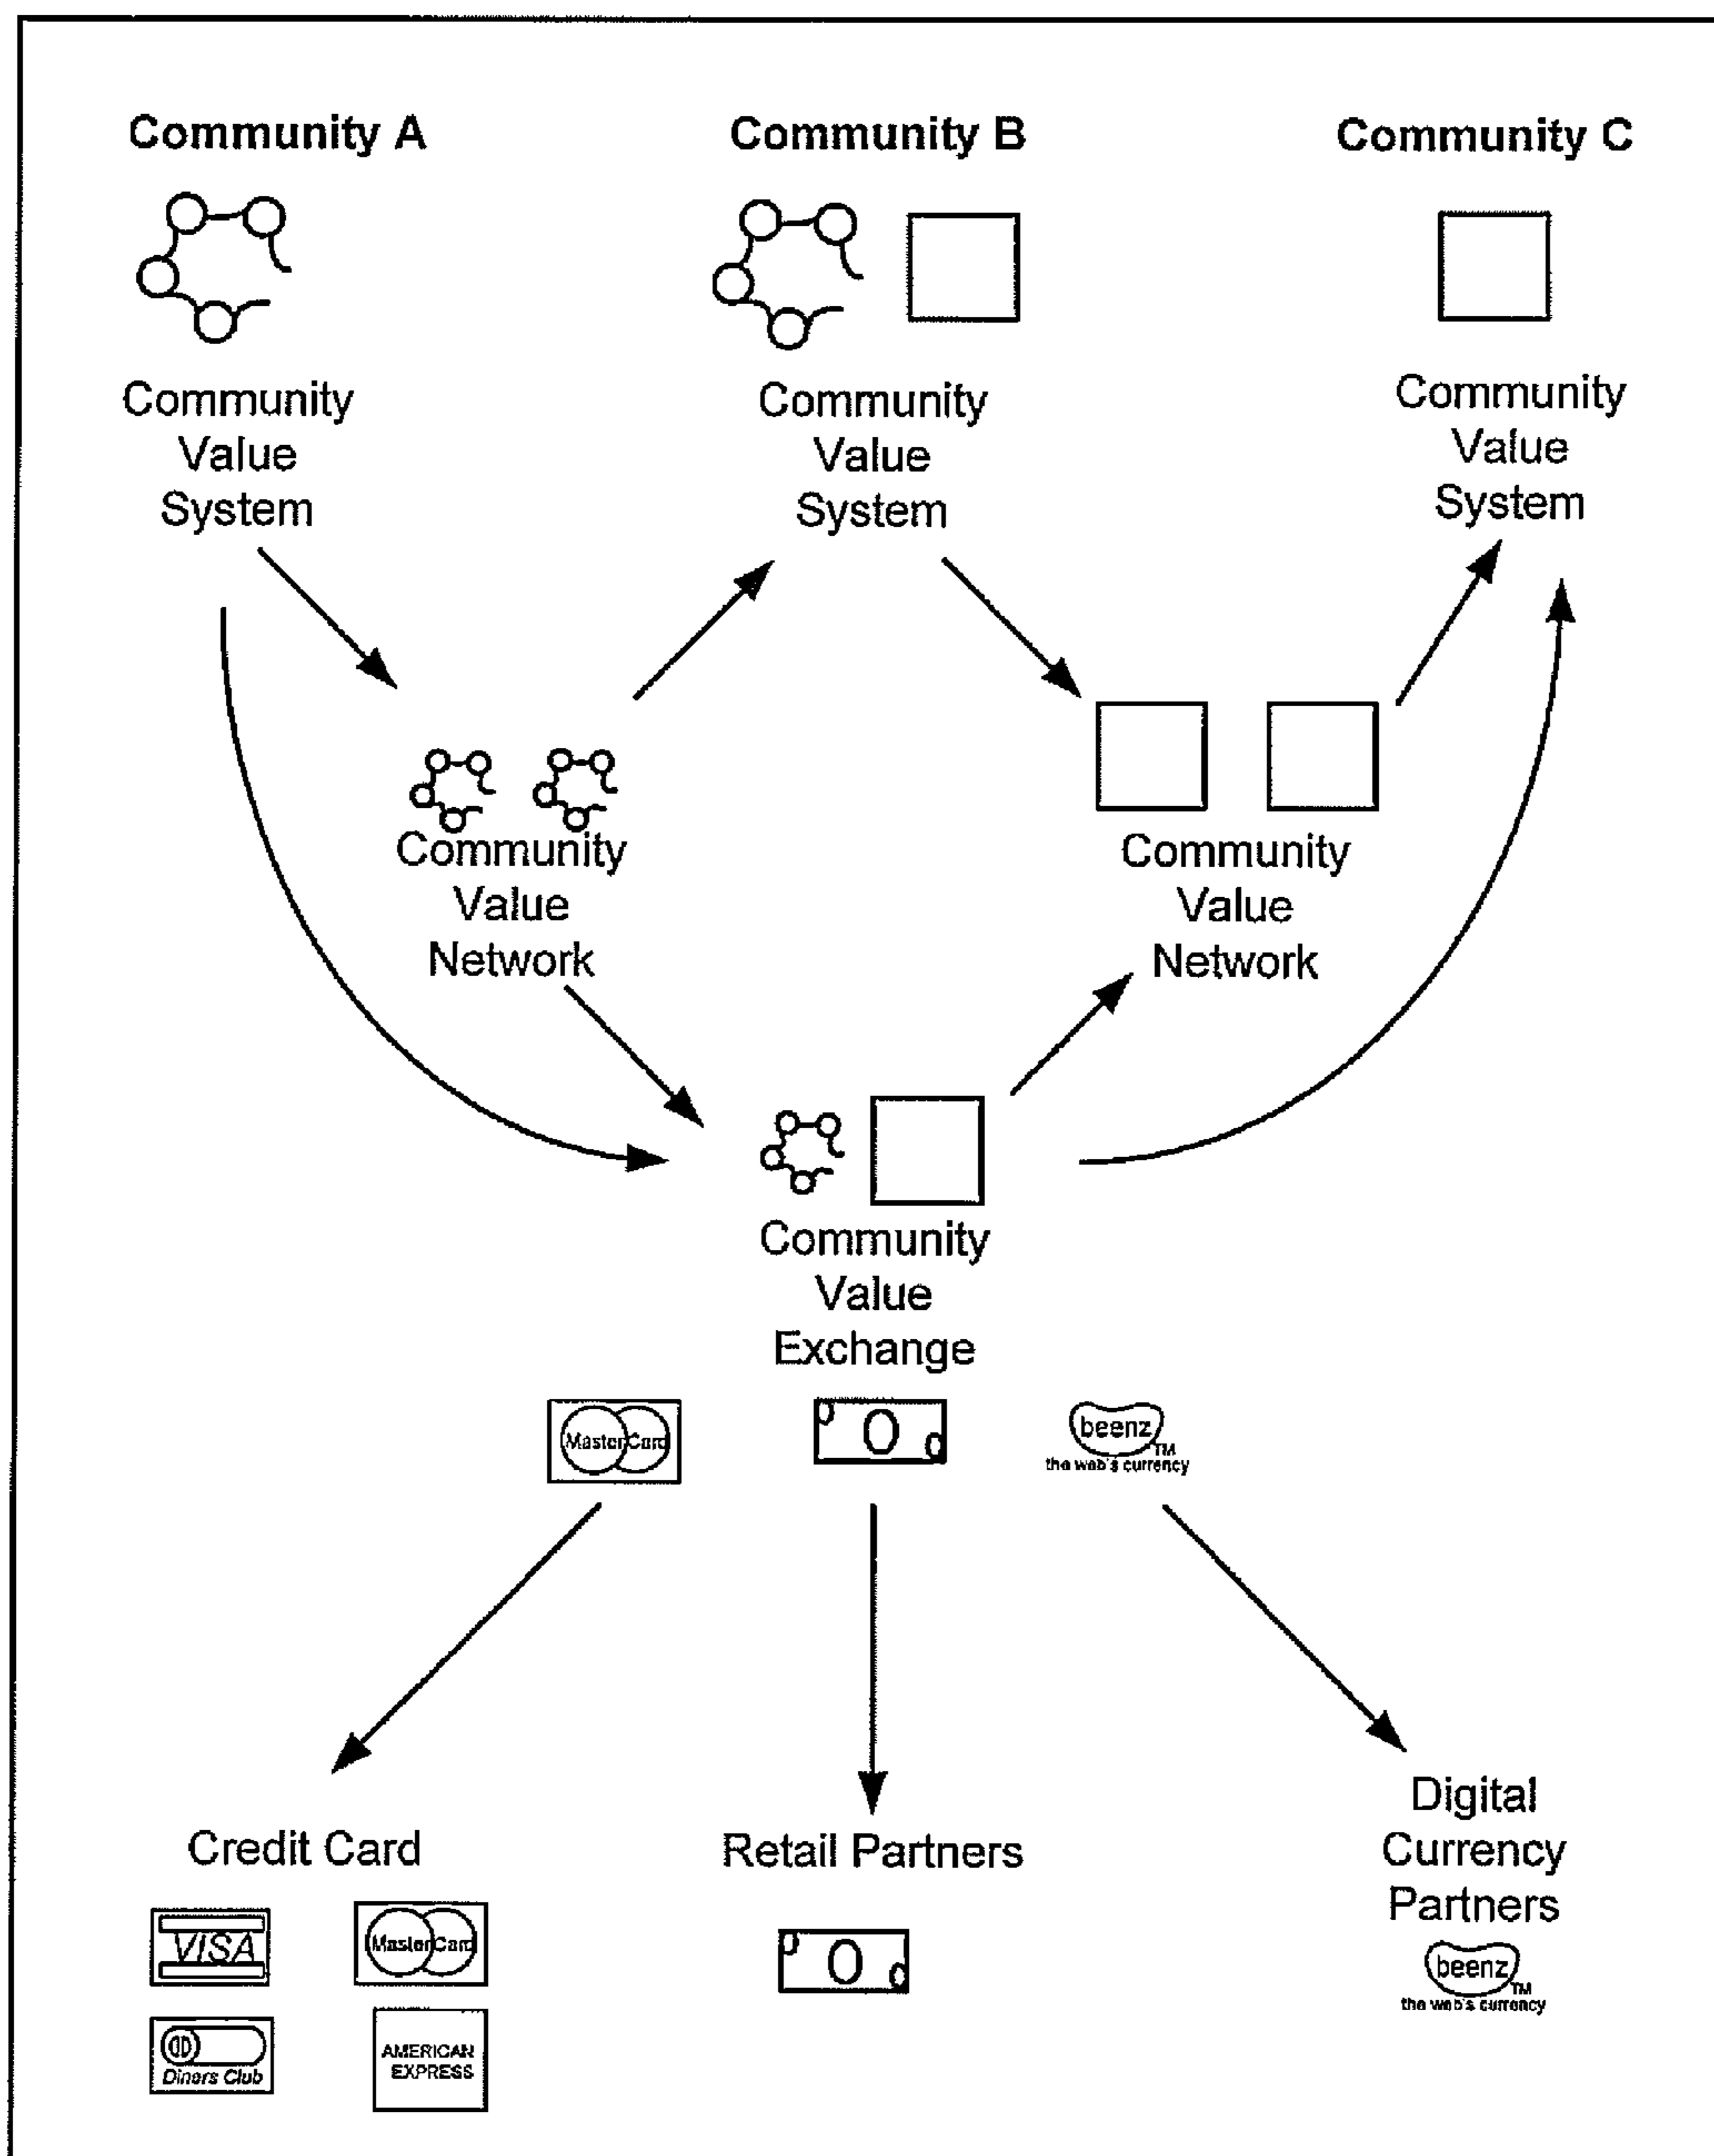 Community A
Community B
Community C
Community
Value
System
Community
Value
System
Community
Value
System
Community
Value
Network
Community
Value
Network
Community
Value
Exchange
MasterCard
beenz
TM
the web's currency
Credit Card
Retail Partners
Digital
Currency
Partners
VISA
MasterCard
beenz
TM
the web's currency
Diners Club
AMERICAN
EXPRESS